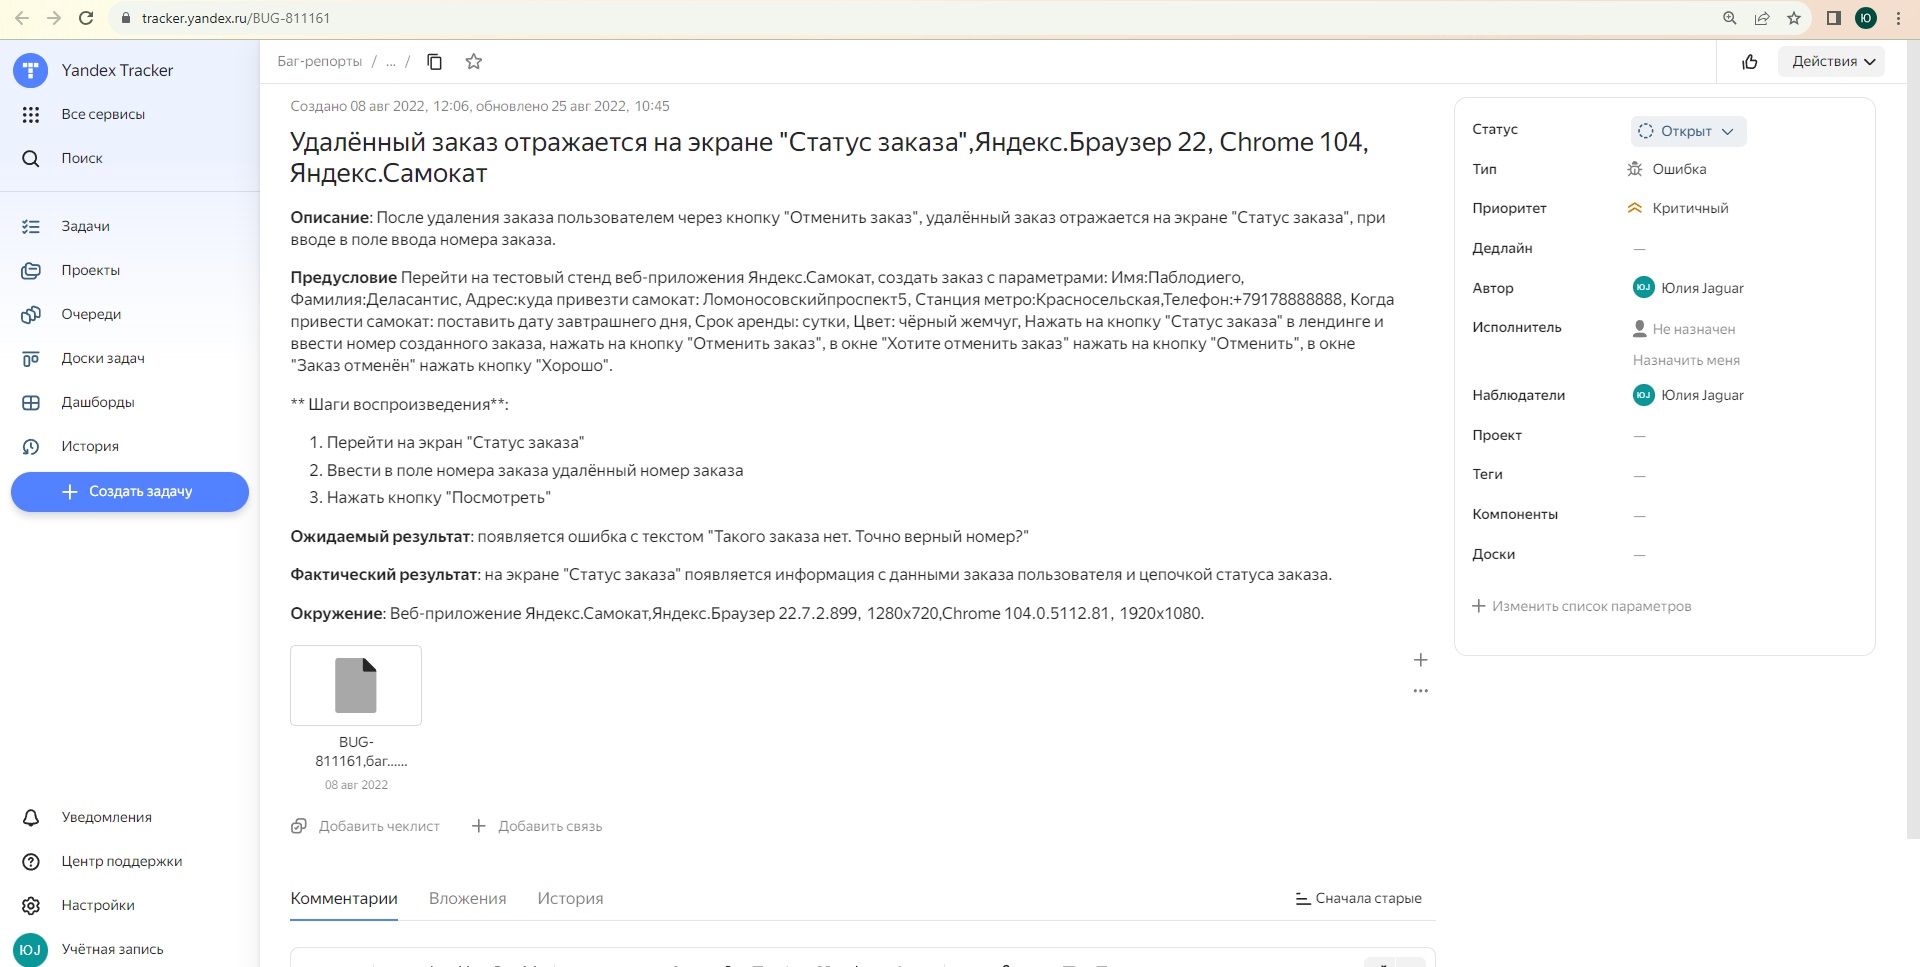 tracker.yandex.ru/BUG-811161
Ю
Yandex Tracker
Все сервисы
Поиск
Задачи
Проекты
Очереди
Доски задач
Дашборды
История
Создать задачу
Уведомления
Центр поддержки
Настройки
ЮJ Учётная запись
Баг-репорты / ... /
Действия
Создано 08 авг 2022, 12:06, обновлено 25 авг 2022, 10:45
Удалённый заказ отражается на экране "Статус заказа",Яндекс.Браузер 22, Chrome 104,
Яндекс.Самокат
Описание: После удаления заказа пользователем через кнопку "Отменить заказ", удалённый заказ отражается на экране "Статус заказа", при
вводе в поле ввода номера заказа.
Предусловие Перейти на тестовый стенд веб-приложения Яндекс.Самокат, создать заказ с параметрами: Имя:Паблодиего,
Фамилия:Деласантис, Адрес:куда привезти самокат: Ломоносовскийпроспект5, Станция метро:Красносельская,Телефон:+79178888888, Когда
привести самокат: поставить дату завтрашнего дня, Срок аренды: сутки, Цвет: чёрный жемчуг, Нажать на кнопку "Статус заказа" в лендинге и
ввести номер созданного заказа, нажать на кнопку "Отменить заказ", в окне "Хотите отменить заказ" нажать на кнопку "Отменить", в окне
"Заказ отменён" нажать кнопку "Хорошо".
** Шаги воспроизведения**:
1. Перейти на экран "Статус заказа"
2. Ввести в поле номера заказа удалённый номер заказа
3. Нажать кнопку "Посмотреть"
Ожидаемый результат: появляется ошибка с текстом "Такого заказа нет. Точно верный номер?"
Фактический результат: на экране "Статус заказа" появляется информация с данными заказа пользователя и цепочкой статуса заказа.
Окружение: Веб-приложение Яндекс.Самокат,Яндекс.Браузер 22.7.2.899, 1280x720,Chrome 104.0.5112.81, 1920x1080.
BUG-
811161,баг......
08 авг 2022
Добавить чеклист
Добавить связь
Комментарии
Вложения
История
Сначала старые
Статус Открыт
Тип Ошибка
Приоритет Критичный
Дедлайн —
Автор ЮJ Юлия Jaguar
Исполнитель Не назначен
Назначить меня
Наблюдатели ЮJ Юлия Jaguar
Проект —
Теги —
Компоненты —
Доски —
Изменить список параметров